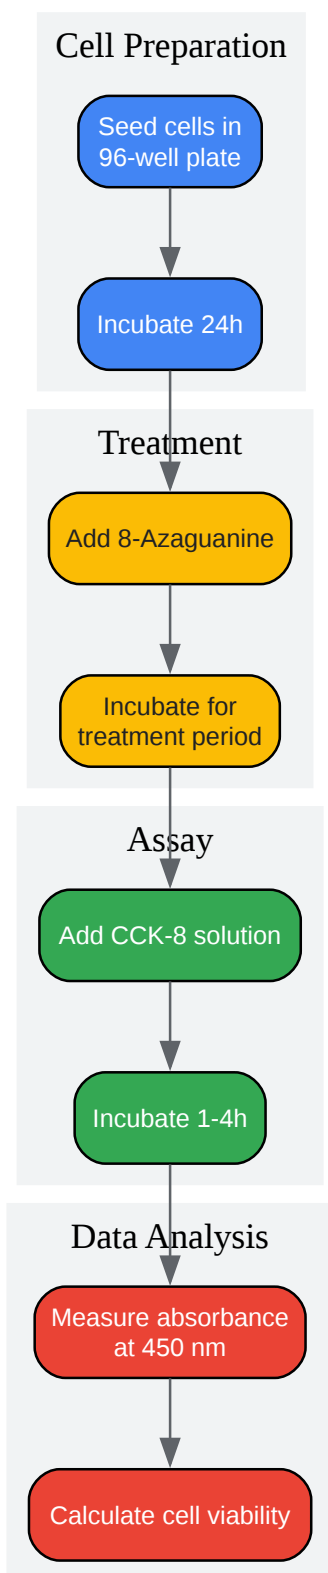 Cell Preparation
Seed cells in
96-well plate
Incubate 24h
Treatment
Add 8-Azaguanine
Incubate for
treatment period
Assay
Add CCK-8 solution
Incubate 1-4h
Data Analysis
Measure absorbance
at 450 nm
Calculate cell viability